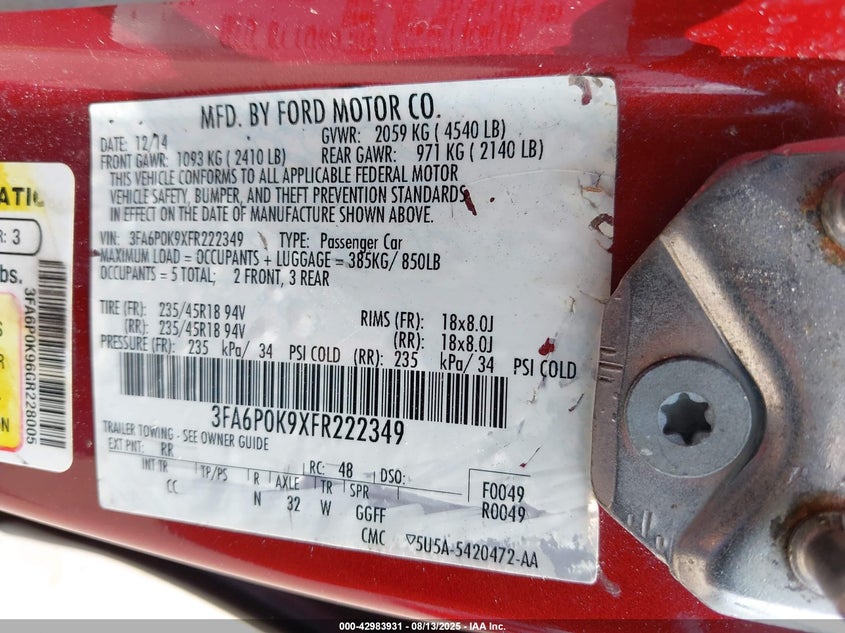 MFD. BY FORD MOTOR CO.
DATE: 12/14
GVWR: 2059 KG ( 4540 LB)
FRONT GAWR: 1093 KG ( 2410 LB)
REAR GAWR: 971 KG ( 2140 LB)
THIS VEHICLE CONFORMS TO ALL APPLICABLE FEDERAL MOTOR
VEHICLE SAFETY, BUMPER, AND THEFT PREVENTION STANDARDS
IN EFFECT ON THE DATE OF MANUFACTURE SHOWN ABOVE.
VIN: 3FA6P0K9XFR222349 TYPE: Passenger Car
MAXIMUM LOAD = OCCUPANTS + LUGGAGE = 385KG/ 850LB
OCCUPANTS = 5 TOTAL; 2 FRONT, 3 REAR
TIRE (FR): 235/45R18 94V RIMS (FR): 18x8.0J
(RR): 235/45R18 94V (RR): 18x8.0J
PRESSURE (FR): 235 kPa/ 34 PSI COLD (RR): 235 kPa/ 34 PSI COLD
3FA6P0K9XFR222349
TRAILER TOWING - SEE OWNER GUIDE
EXT PNT: RR RC: 48 DSO:
INT TR TP/PS R AXLE TR SPR F0049
CC N 32 W GGFF R0049
CMC 5U5A-5420472-AA
ATIC
R: 3
bs.
S
R
3FA6P0K96GR228005
000-42983931 - 08/13/2025 - IAAI.COM